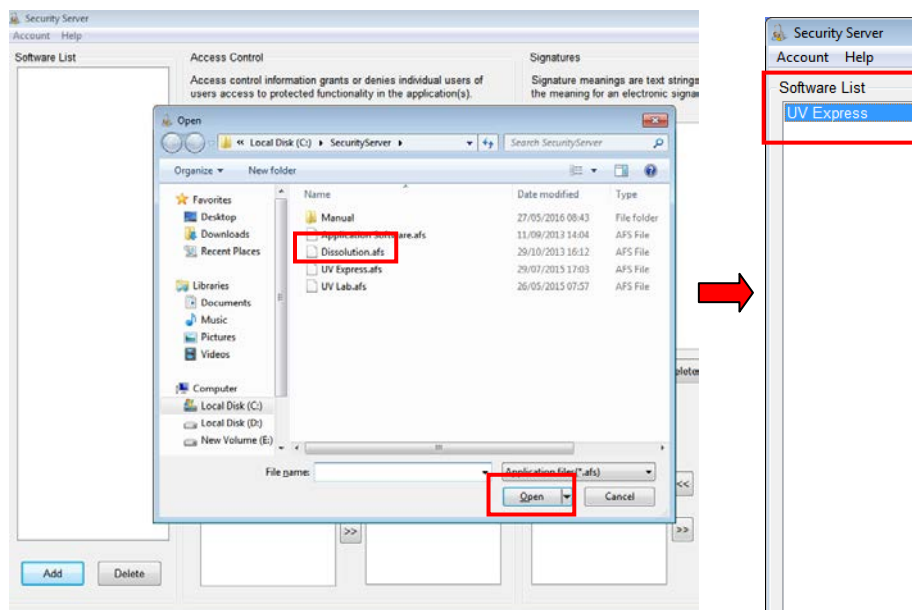 Security Server
Account Help
Software List
Access Control
Access control information grants or denies individual users of
users access to protected functionality in the application(s).
Signatures
Signature meanings are text strings
the meaning for an electronic signa
Open
« Local Disk (C:) ▸ SecurityServer ▸
Search SecurityServer
Organize ▾ New folder
Name Date modified Type
Favorites
Desktop
Downloads
Recent Places
Libraries
Documents
Music
Pictures
Videos
Computer
Local Disk (C:)
Local Disk (D:)
New Volume (E:)
Manual 27/05/2016 08:43 File folder
Application Software.afs 11/09/2013 14:04 AFS File
Dissolution.afs 29/10/2013 16:12 AFS File
UV Express.afs 29/07/2015 17:03 AFS File
UV Lab.afs 26/05/2015 07:57 AFS File
File name:
Application files(*.afs)
Open Cancel
elete
<<
>>
>>
Add Delete
Security Server
Account Help
Software List
UV Express